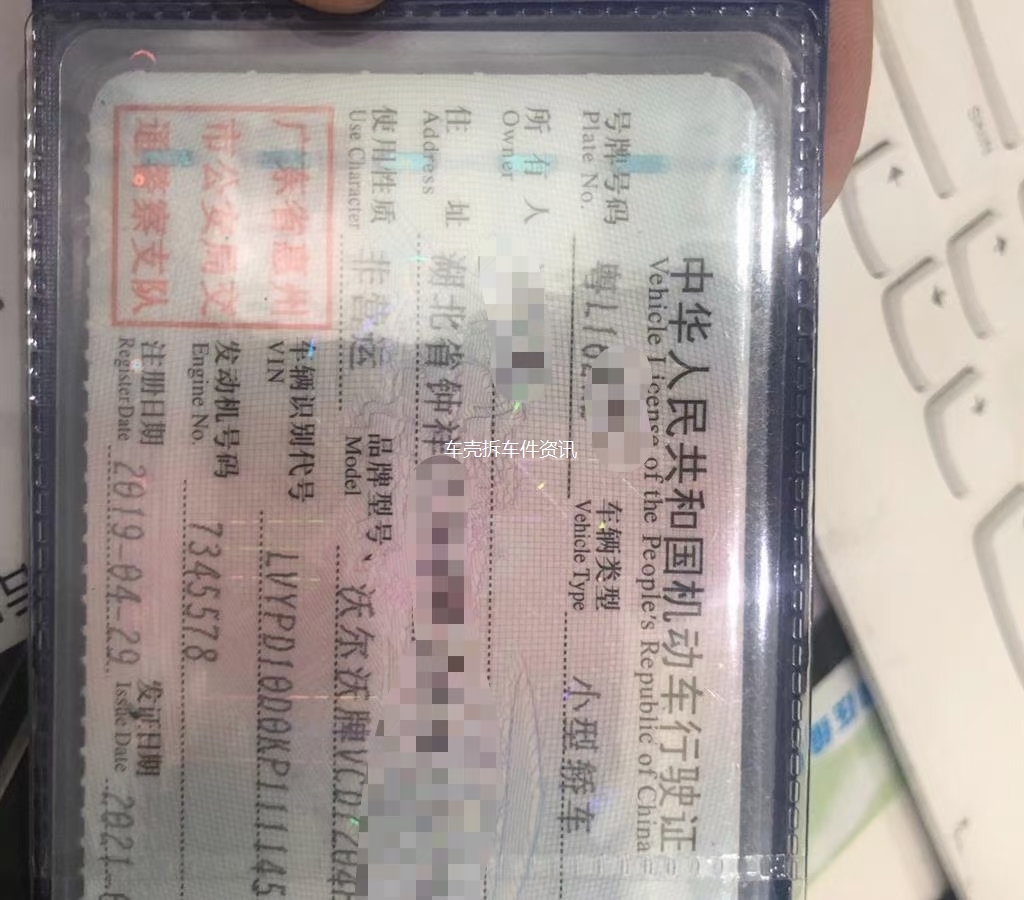 中华人民共和国机动车行驶证
Vehicle License of the People's Republic of China
号牌号码
Plate No.
粤L
车辆类型
Vehicle Type
小型轿车
所有人
Owner
住址
Address
湖北省钟祥
使用性质
Use Character
非营运
品牌型号
Model
沃尔沃牌
车辆识别代号
VIN
LVYPD10D0KP111145
发动机号码
Engine No.
7345578
注册日期
Register Date
2019-04-29
发证日期
Issue Date
2021
广东省惠州
市公安局交
通警察支队
车壳拆车件资讯